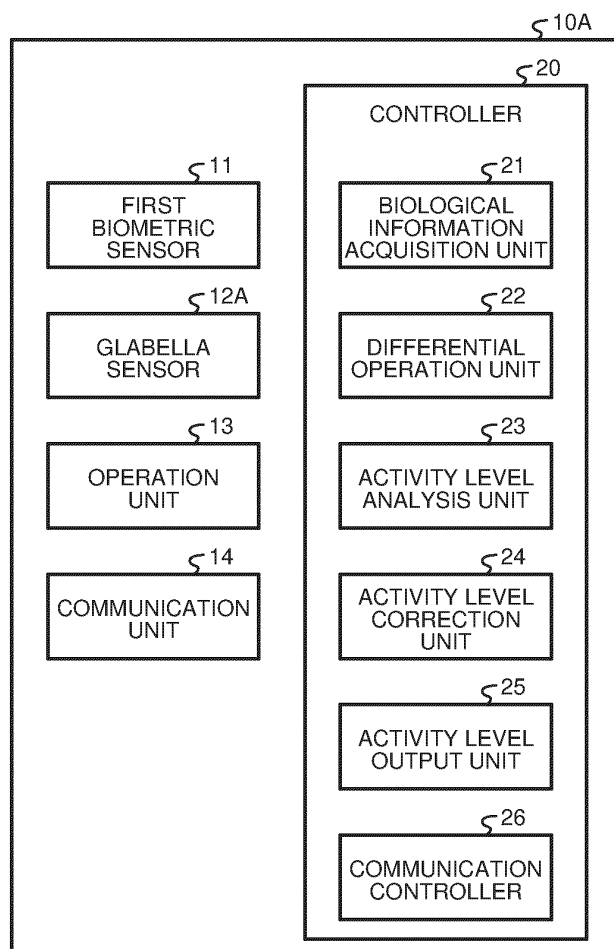 10A
20
CONTROLLER
11
FIRST
BIOMETRIC
SENSOR
12A
GLABELLA
SENSOR
13
OPERATION
UNIT
14
COMMUNICATION
UNIT
21
BIOLOGICAL
INFORMATION
ACQUISITION UNIT
22
DIFFERENTIAL
OPERATION UNIT
23
ACTIVITY LEVEL
ANALYSIS UNIT
24
ACTIVITY LEVEL
CORRECTION
UNIT
25
ACTIVITY LEVEL
OUTPUT UNIT
26
COMMUNICATION
CONTROLLER